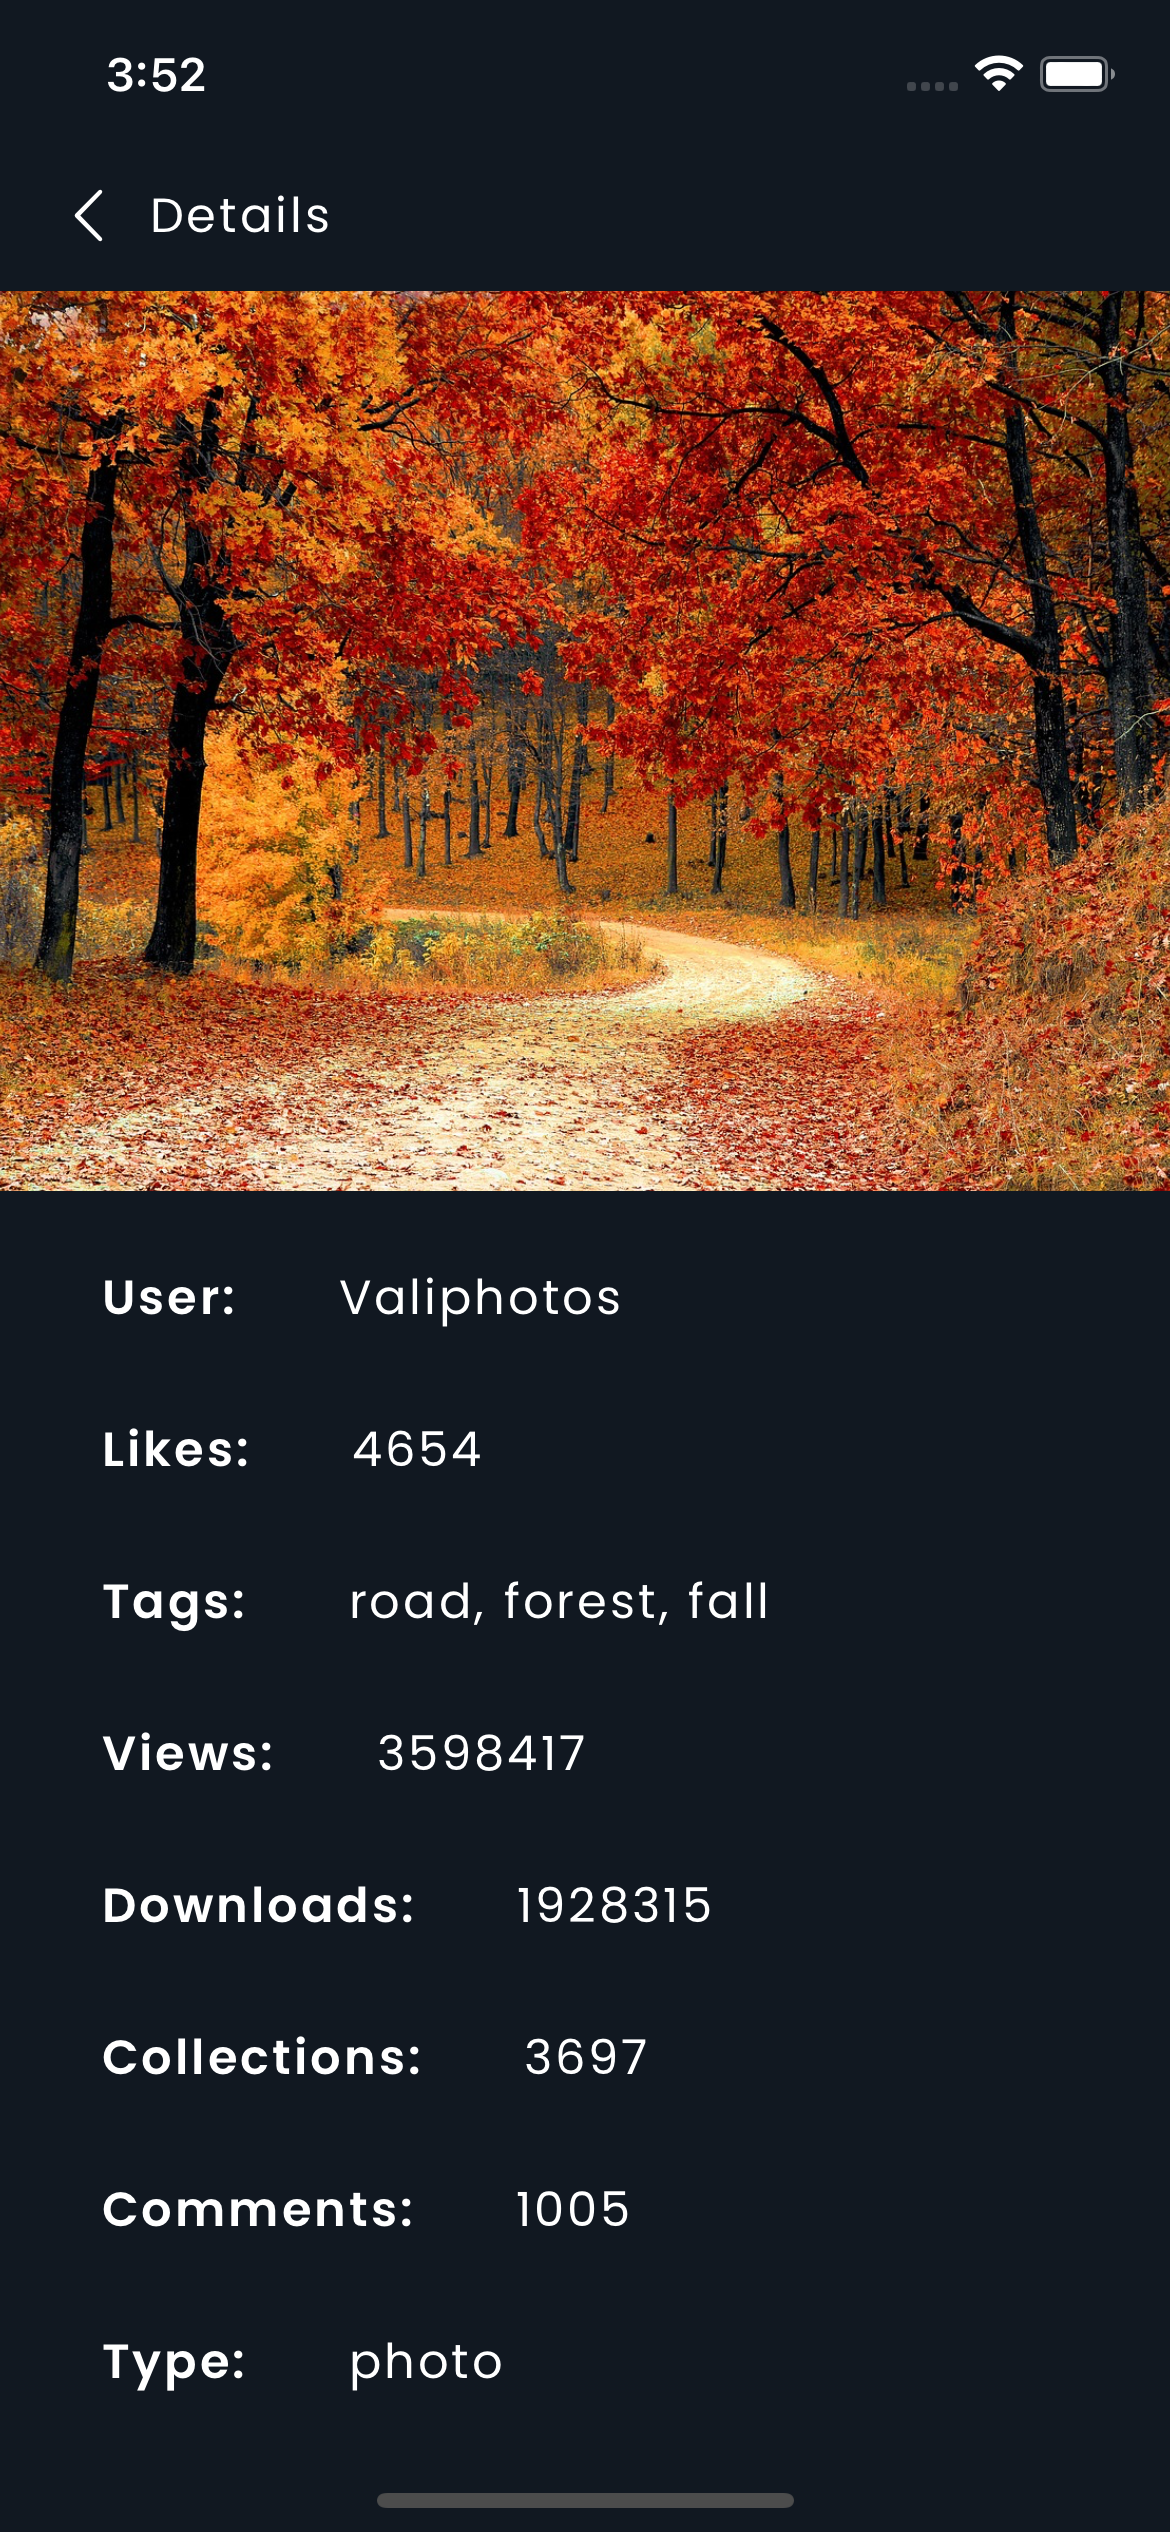 3:52
Details
User: Valiphotos
Likes: 4654
Tags: road, forest, fall
Views: 3598417
Downloads: 1928315
Collections: 3697
Comments: 1005
Type: photo